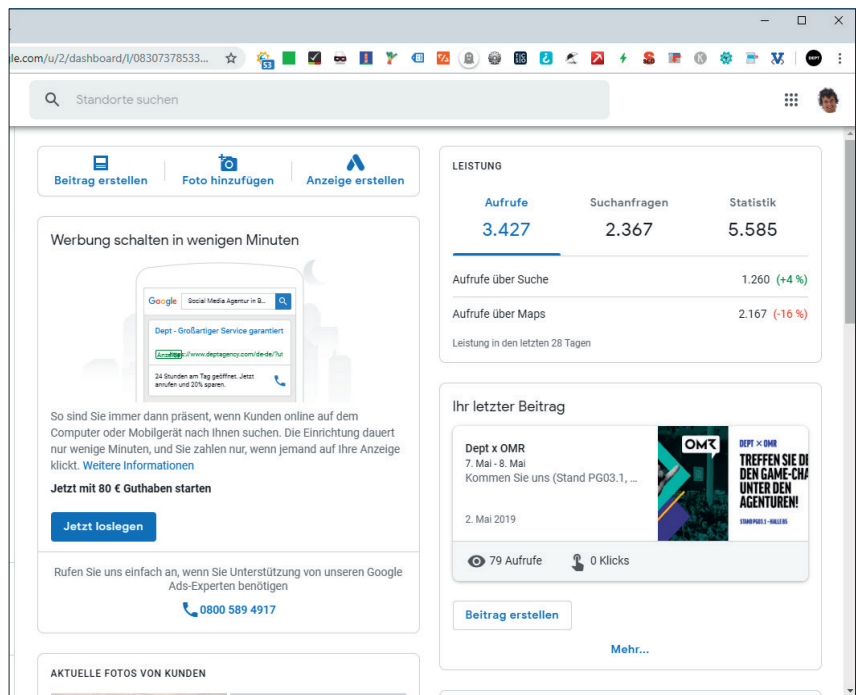 le.com/u/2/dashboard/l/08307378533...
53
DEPT
Standorte suchen
Beitrag erstellen
Foto hinzufügen
Anzeige erstellen
Werbung schalten in wenigen Minuten
Google
Social Media Agentur in B...
Dept - Großartiger Service garantiert
Anzeige
://www.deptagency.com/de-de/?ut
24 Stunden am Tag geöffnet. Jetzt
anrufen und 20% sparen.
So sind Sie immer dann präsent, wenn Kunden online auf dem
Computer oder Mobilgerät nach Ihnen suchen. Die Einrichtung dauert
nur wenige Minuten, und Sie zahlen nur, wenn jemand auf Ihre Anzeige
klickt. Weitere Informationen
Jetzt mit 80 € Guthaben starten
Jetzt loslegen
Rufen Sie uns einfach an, wenn Sie Unterstützung von unseren Google
Ads-Experten benötigen
0800 589 4917
AKTUELLE FOTOS VON KUNDEN
LEISTUNG
Aufrufe Suchanfragen Statistik
3.427 2.367 5.585
Aufrufe über Suche 1.260 (+4 %)
Aufrufe über Maps 2.167 (-16 %)
Leistung in den letzten 28 Tagen
Ihr letzter Beitrag
Dept x OMR
7. Mai - 8. Mai
Kommen Sie uns (Stand PG03.1, ...
2. Mai 2019
OMR
DEPT × OMR
TREFFEN SIE DE
DEN GAME-CHA
UNTER DEN
AGENTUREN!
STAND PG03.1 - HALLE B5
79 Aufrufe
0 Klicks
Beitrag erstellen
Mehr...